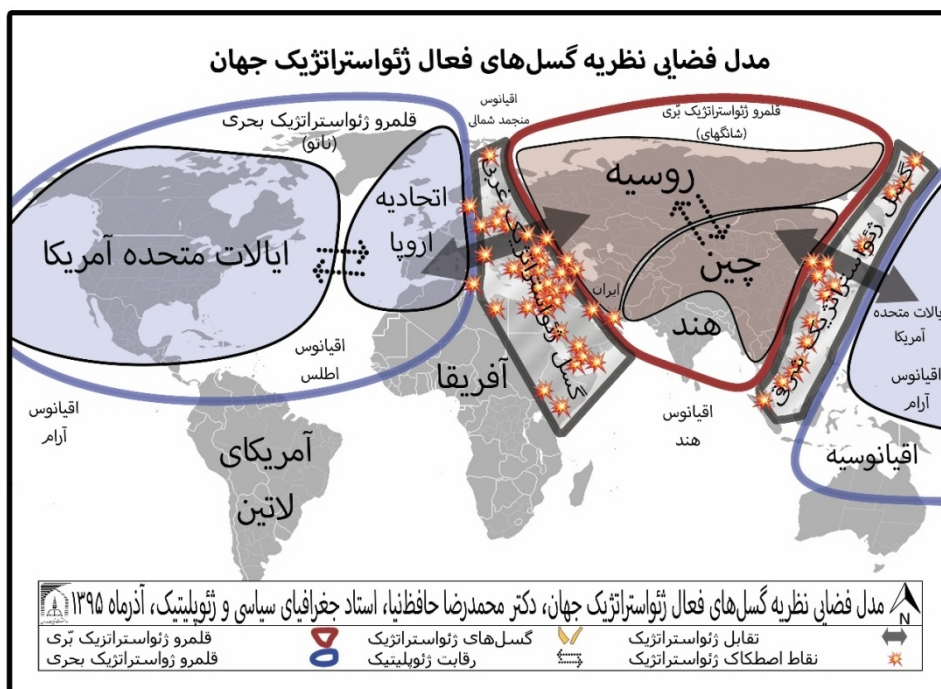 مدل فضایی نظریه گسل‌های فعال ژئواستراتژیک جهان
اقیانوس
منجمد شمالی
قلمرو ژئواستراتژیک بحری
(ناتو)
قلمرو ژئواستراتژیک برّی
(شانگهای)
گسل ژئواستراتژیک غربی
گسل ژئواستراتژیک شرقی
روسیه
اتحادیه
اروپا
ایالات متحده آمریکا
چین
ایران
هند
ایالات متحده
آمریکا
اقیانوس
آرام
اقیانوس
اطلس
آفریقا
اقیانوس
آرام
اقیانوس
هند
اقیانوسیه
آمریکای
لاتین
مدل فضایی نظریه گسل‌های فعال ژئواستراتژیک جهان، دکتر محمدرضا حافظ‌نیا، استاد جغرافیای سیاسی و ژئوپلیتیک، آذرماه ۱۳۹۵
N
تقابل ژئواستراتژیک
گسل‌های ژئواستراتژیک
قلمرو ژئواستراتژیک برّی
نقاط اصطکاک ژئواستراتژیک
رقابت ژئوپلیتیک
قلمرو ژواستراتژیک بحری